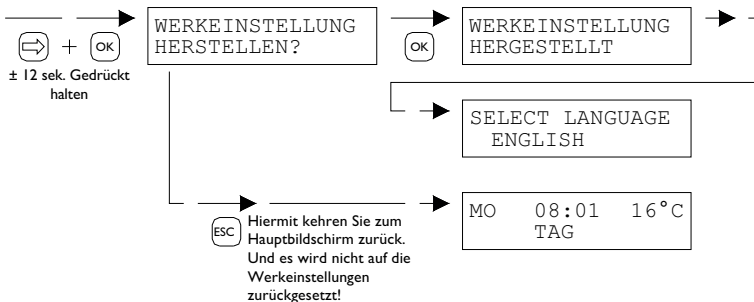 WERKEINSTELLUNG
HERSTELLEN?
WERKEINSTELLUNG
HERGESTELLT
+ OK
OK
± 12 sek. Gedrückt
halten
SELECT LANGUAGE
ENGLISH
MO 08:01 16°C
TAG
ESC
Hiermit kehren Sie zum
Hauptbildschirm zurück.
Und es wird nicht auf die
Werkeinstellungen
zurückgesetzt!